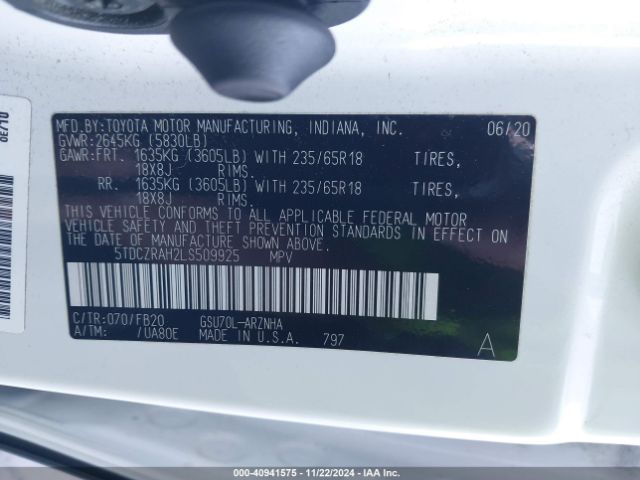 MFD.BY:TOYOTA MOTOR MANUFACTURING, INDIANA, INC. 06/20
GVWR:2645KG (5830LB)
GAWR:FRT. 1635KG (3605LB) WITH 235/65R18 TIRES,
18X8J RIMS.
RR. 1635KG (3605LB) WITH 235/65R18 TIRES,
18X8J RIMS.
THIS VEHICLE CONFORMS TO ALL APPLICABLE FEDERAL MOTOR
VEHICLE SAFETY AND THEFT PREVENTION STANDARDS IN EFFECT ON
THE DATE OF MANUFACTURE SHOWN ABOVE.
5TDCZRAH2LS509925 MPV
C/TR:070/FB20 GSU70L-ARZNHA
A/TM: /UA80E MADE IN U.S.A. 797 A
000-40941575 - 11/22/2024 - IAA Inc.